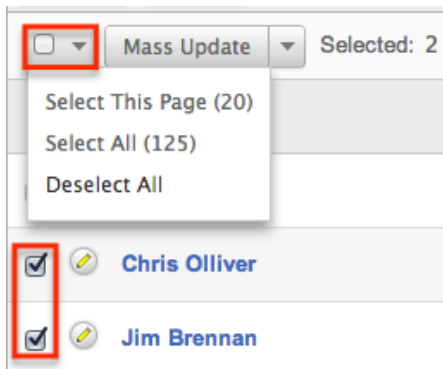 Mass Update Selected: 2
Select This Page (20)
Select All (125)
Deselect All
Chris Olliver
Jim Brennan